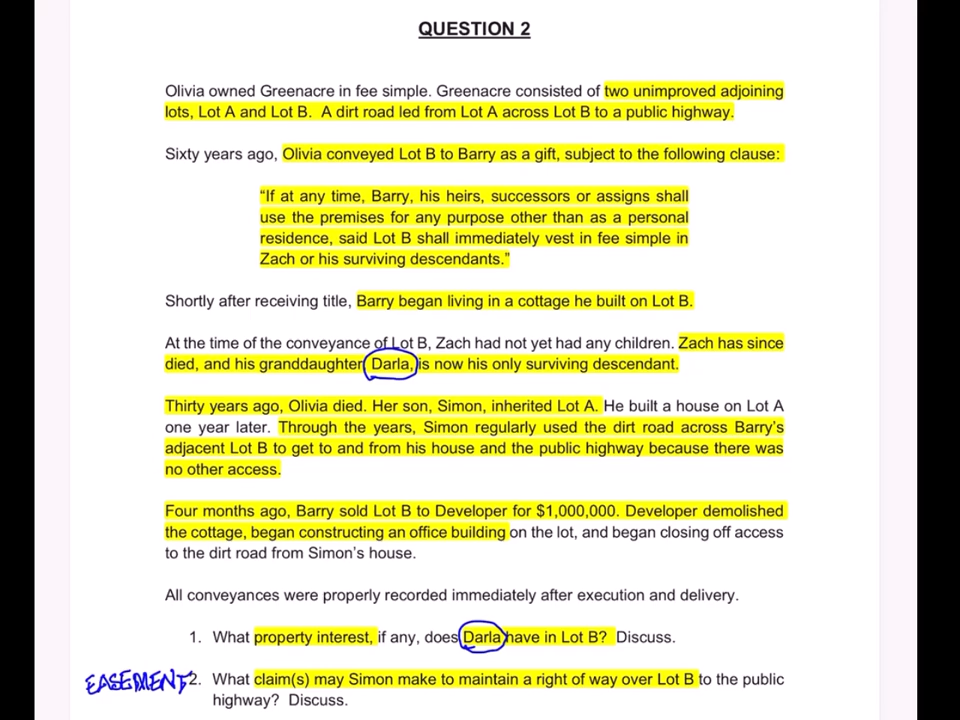 QUESTION 2
Olivia owned Greenacre in fee simple. Greenacre consisted of two unimproved adjoining
lots, Lot A and Lot B. A dirt road led from Lot A across Lot B to a public highway.
Sixty years ago, Olivia conveyed Lot B to Barry as a gift, subject to the following clause:
“If at any time, Barry, his heirs, successors or assigns shall
use the premises for any purpose other than as a personal
residence, said Lot B shall immediately vest in fee simple in
Zach or his surviving descendants.”
Shortly after receiving title, Barry began living in a cottage he built on Lot B.
At the time of the conveyance of Lot B, Zach had not yet had any children. Zach has since
died, and his granddaughter, Darla, is now his only surviving descendant.
Thirty years ago, Olivia died. Her son, Simon, inherited Lot A. He built a house on Lot A
one year later. Through the years, Simon regularly used the dirt road across Barry’s
adjacent Lot B to get to and from his house and the public highway because there was
no other access.
Four months ago, Barry sold Lot B to Developer for $1,000,000. Developer demolished
the cottage, began constructing an office building on the lot, and began closing off access
to the dirt road from Simon’s house.
All conveyances were properly recorded immediately after execution and delivery.
1. What property interest, if any, does Darla have in Lot B? Discuss.
EASEMENT 2. What claim(s) may Simon make to maintain a right of way over Lot B to the public
highway? Discuss.